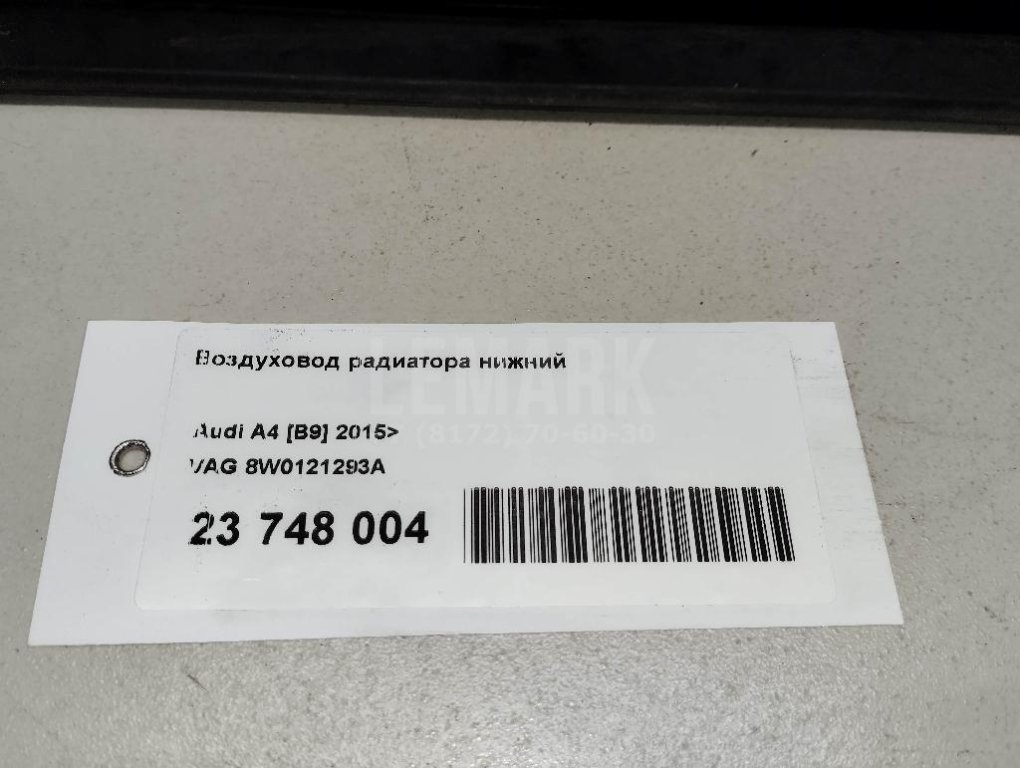 Воздуховод радиатора нижний
LEMARK
(8172) 70-60-30
Audi A4 [B9] 2015>
VAG 8W0121293A
23 748 004